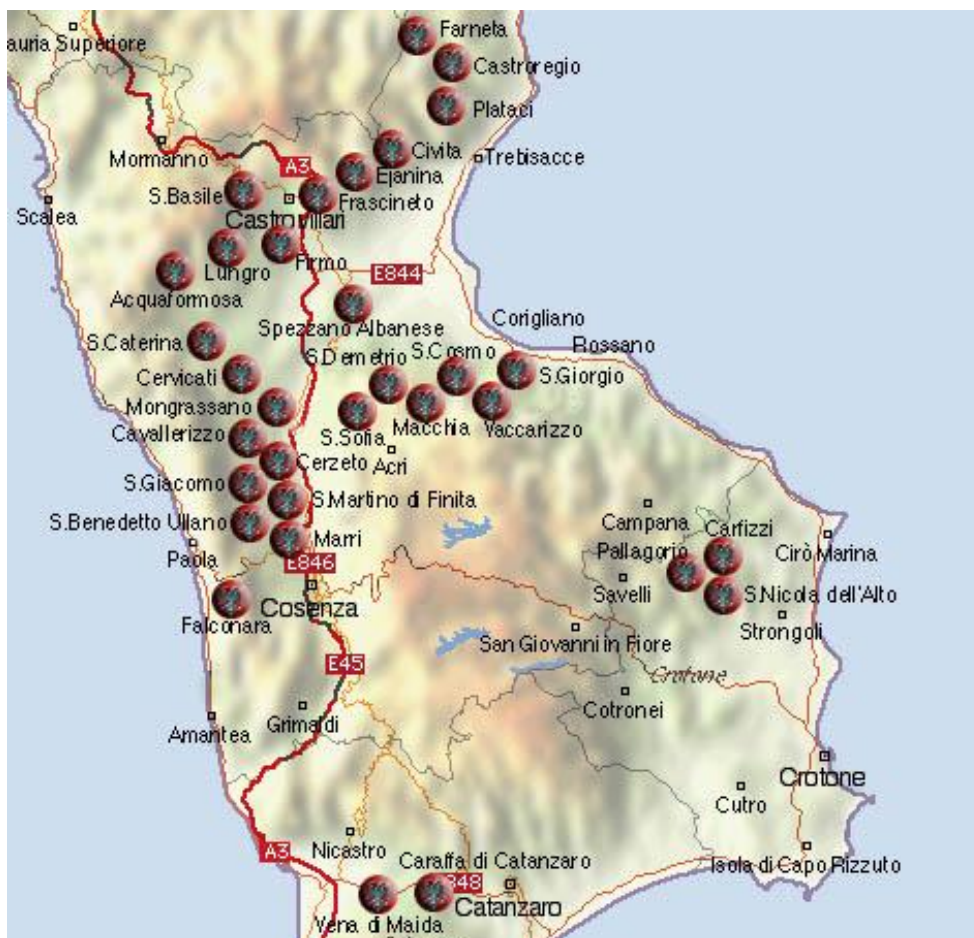 Farneta
auria Superiore
Castroregio
Plataci
Mormanno
Civita
Trebisacce
A3
Ejanina
S.Basile
Frascineto
Scalea
Castrovillari
Firmo
Lungro
E844
Acquaformosa
Corigliano
Spezzano Albanese
S.Caterina
S.Demetrio
S.Cosmo
Rossano
Cervicati
S.Giorgio
Mongrassano
Macchia
Vaccarizzo
S.Sofia
Cavallerizzo
Acri
Cerzeto
S.Giacomo
S.Martino di Finita
Campana
S.Benedetto Ullano
Carfizzi
Marri
Pallagorio
Cirò Marina
Paola
E846
Savelli
S.Nicola dell'Alto
Cosenza
Falconara
Strongoli
San Giovanni in Fiore
E45
Crotone
Cotronei
Grimaldi
Amantea
Crotone
Cutro
Nicastro
A3
Caraffa di Catanzaro
Isola di Capo Rizzuto
848
Catanzaro
Vena di Maida